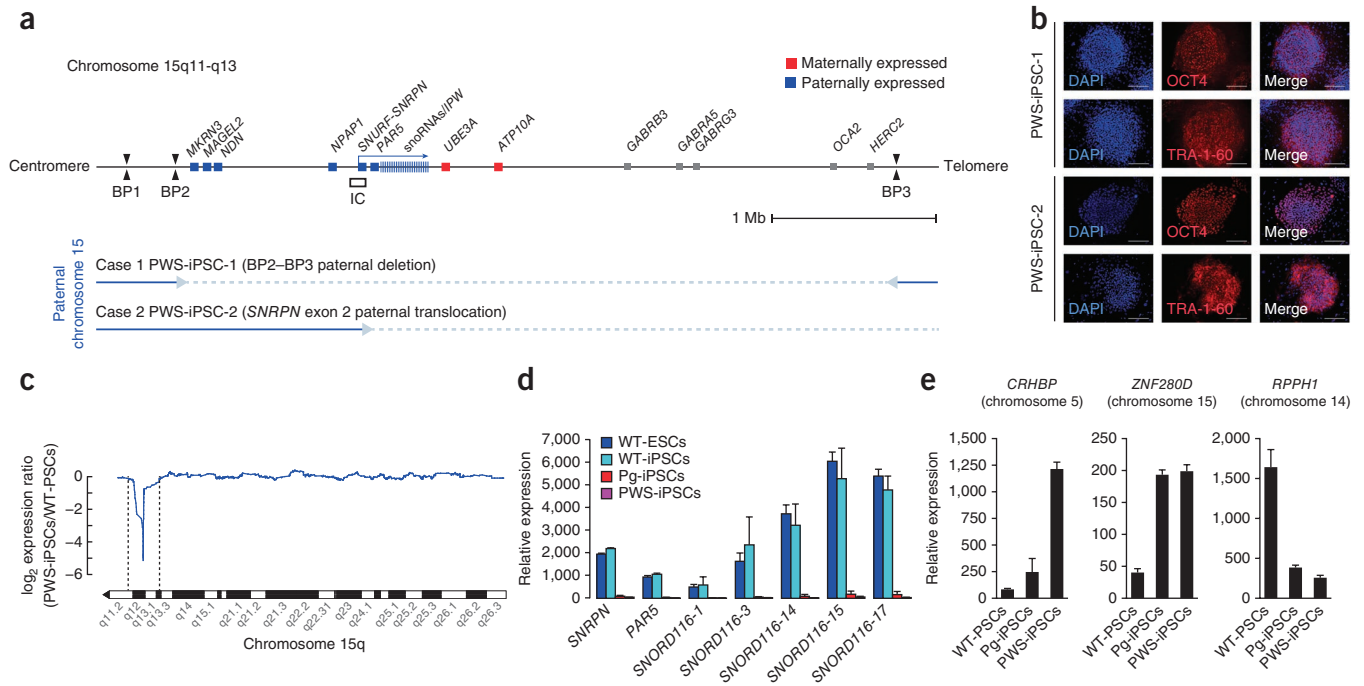 a
Chromosome 15q11-q13
Maternally expressed
Paternally expressed
MKRN3
MAGEL2
NDN
NPAP1
SNURF-SNRPN
PAR5
snoRNAs/IPW
UBE3A
ATP10A
GABRB3
GABRA5
GABRG3
OCA2
HERC2
Centromere
Telomere
BP1
BP2
IC
BP3
1 Mb
Paternal
chromosome 15
Case 1 PWS-iPSC-1 (BP2–BP3 paternal deletion)
Case 2 PWS-iPSC-2 (SNRPN exon 2 paternal translocation)
b
PWS-iPSC-1
DAPI
OCT4
Merge
DAPI
TRA-1-60
Merge
PWS-iPSC-2
DAPI
OCT4
Merge
DAPI
TRA-1-60
Merge
c
log2 expression ratio
(PWS-iPSCs/WT-PSCs)
0
−2
−4
−6
0
q11.2
q12
q13.1
q13.3
q14
q15.1
q21.1
q21.2
q21.3
q22.2
q22.31
q23
q24.1
q25.1
q25.2
q25.3
q26.1
q26.2
q26.3
Chromosome 15q
d
Relative expression
7,000
6,000
5,000
4,000
3,000
2,000
1,000
0
WT-ESCs
WT-iPSCs
Pg-iPSCs
PWS-iPSCs
SNRPN
PAR5
SNORD116-1
SNORD116-3
SNORD116-14
SNORD116-15
SNORD116-17
e
CRHBP
(chromosome 5)
Relative expression
1,500
1,250
1,000
750
500
250
0
WT-PSCs
Pg-iPSCs
PWS-iPSCs
ZNF280D
(chromosome 15)
250
200
150
100
50
0
WT-PSCs
Pg-iPSCs
PWS-iPSCs
RPPH1
(chromosome 14)
2,000
1,500
1,000
500
0
WT-PSCs
Pg-iPSCs
PWS-iPSCs